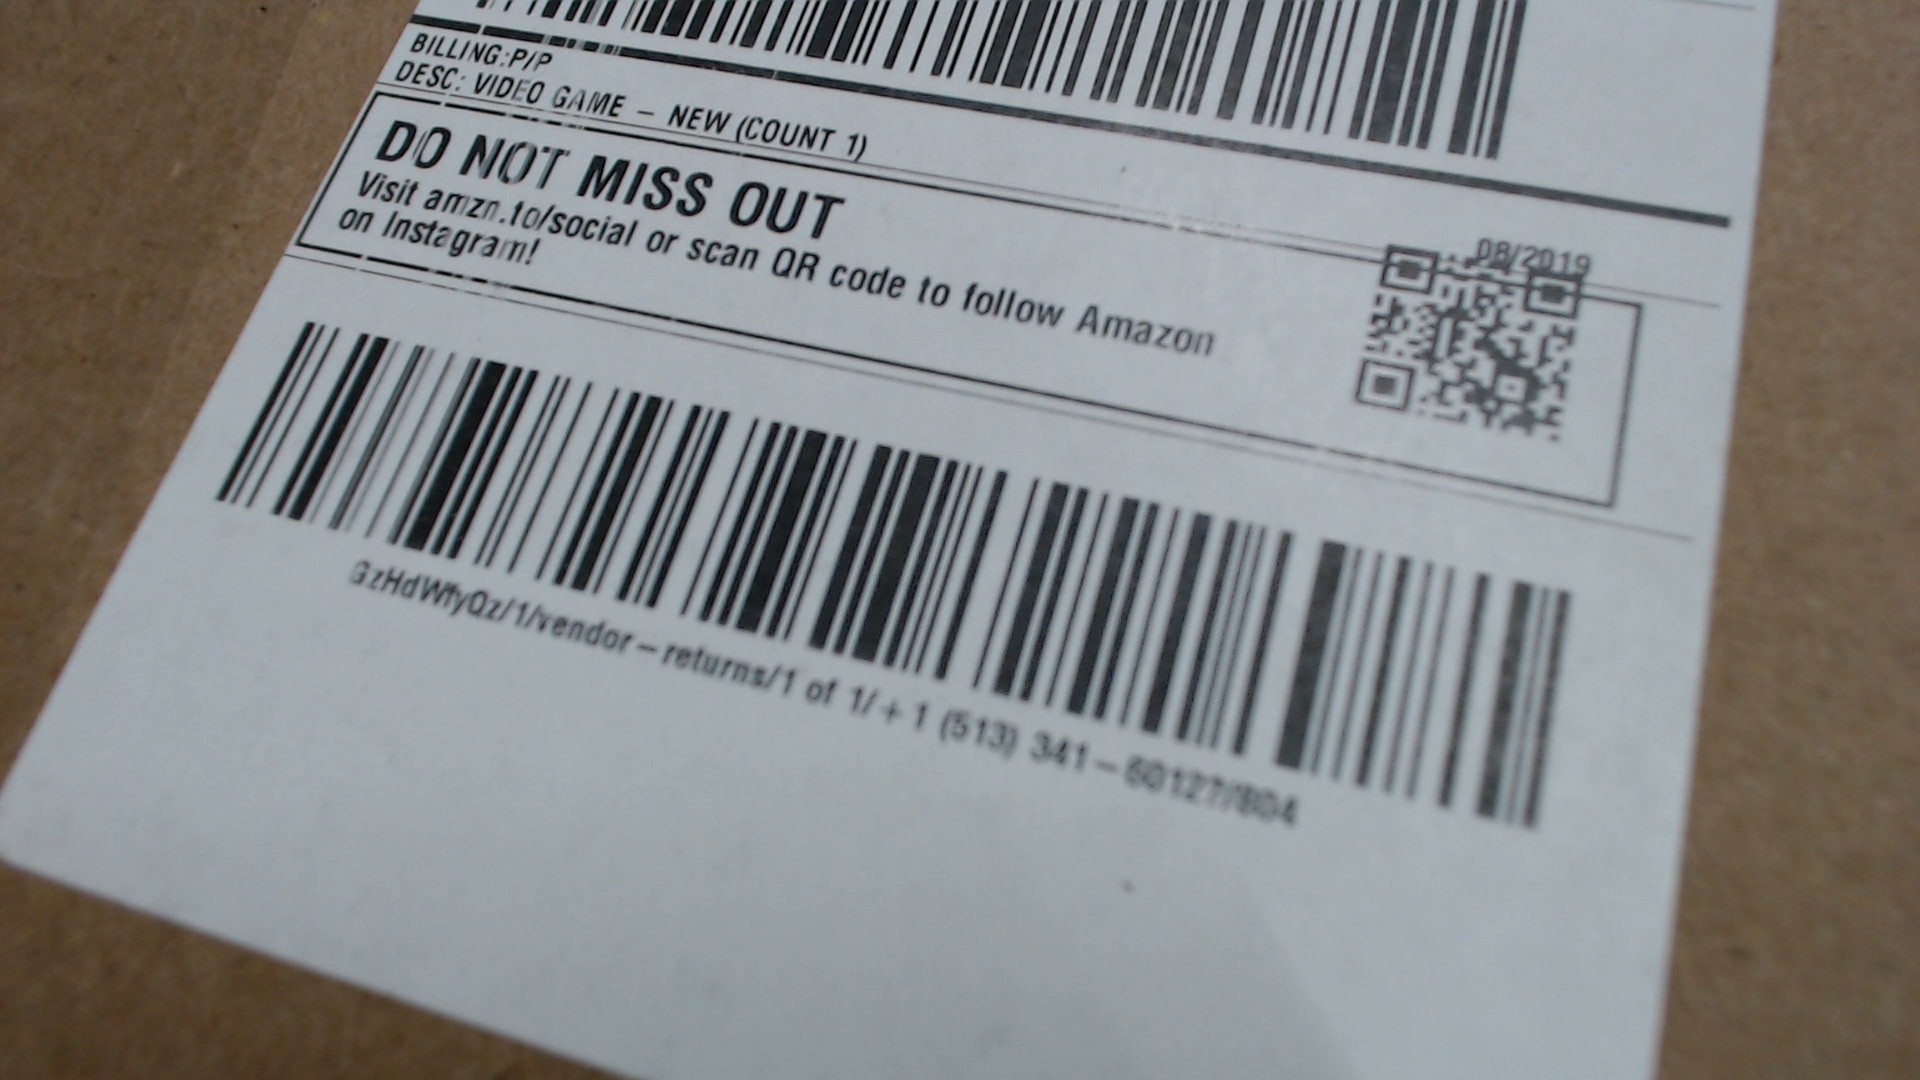 BILLING:P/P
DESC: VIDEO GAME – NEW (COUNT 1)
DO NOT MISS OUT
08/2019
Visit amzn.to/social or scan QR code to follow Amazon
on Instagram!
GzHdWfyQz/1/vendor–returns/1 of 1/+1 (513) 341–6012?/804